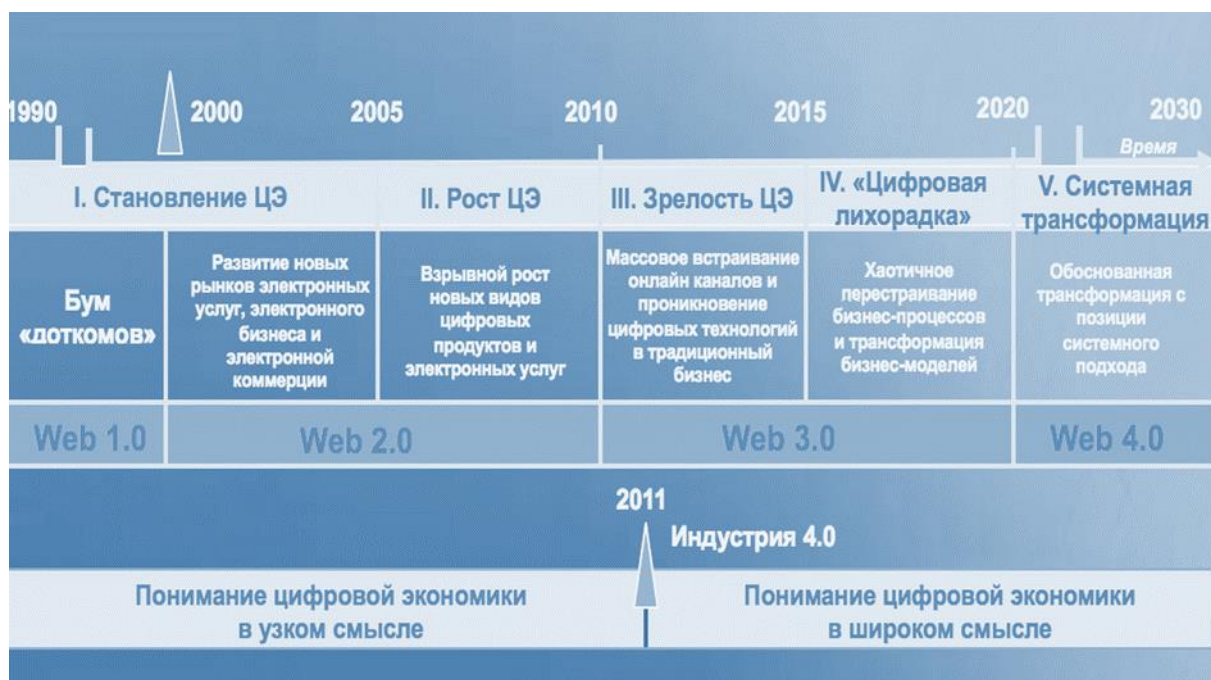 1990 2000 2005 2010 2015 2020 2030
Время
I. Становление ЦЭ
II. Рост ЦЭ
III. Зрелость ЦЭ
IV. «Цифровая
лихорадка»
V. Системная
трансформация
Бум
«доткомов»
Развитие новых
рынков электронных
услуг, электронного
бизнеса и
электронной
коммерции
Взрывной рост
новых видов
цифровых
продуктов и
электронных услуг
Массовое встраивание
онлайн каналов и
проникновение
цифровых технологий
в традиционный
бизнес
Хаотичное
перестраивание
бизнес-процессов
и трансформация
бизнес-моделей
Обоснованная
трансформация с
позиции
системного
подхода
Web 1.0
Web 2.0
Web 3.0
Web 4.0
2011
Индустрия 4.0
Понимание цифровой экономики
в узком смысле
Понимание цифровой экономики
в широком смысле